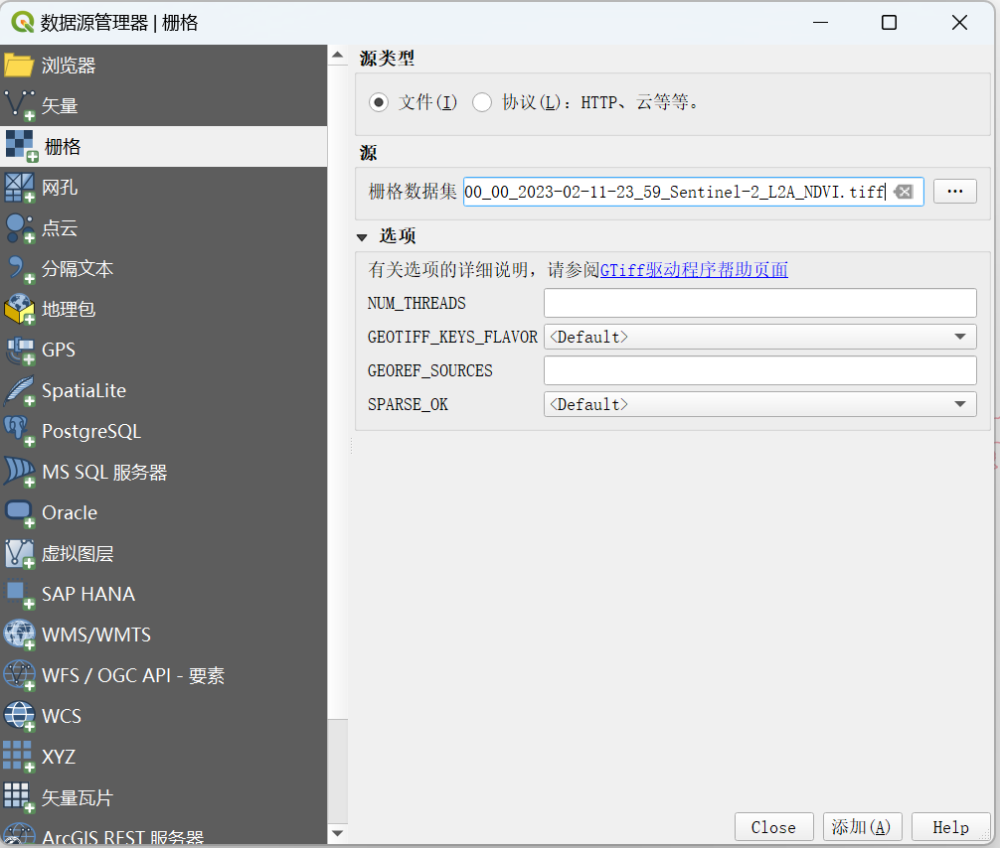 数据源管理器 | 栅格
浏览器
矢量
栅格
网孔
点云
分隔文本
地理包
GPS
SpatiaLite
PostgreSQL
MS SQL 服务器
Oracle
虚拟图层
SAP HANA
WMS/WMTS
WFS / OGC API - 要素
WCS
XYZ
矢量瓦片
ArcGIS REST 服务器
源类型
文件(I) 协议(L): HTTP、云等等。
源
栅格数据集 00_00_2023-02-11-23_59_Sentinel-2_L2A_NDVI.tiff ...
选项
有关选项的详细说明，请参阅GTiff驱动程序帮助页面
NUM_THREADS
GEOTIFF_KEYS_FLAVOR <Default>
GEOREF_SOURCES
SPARSE_OK <Default>
Close 添加(A) Help